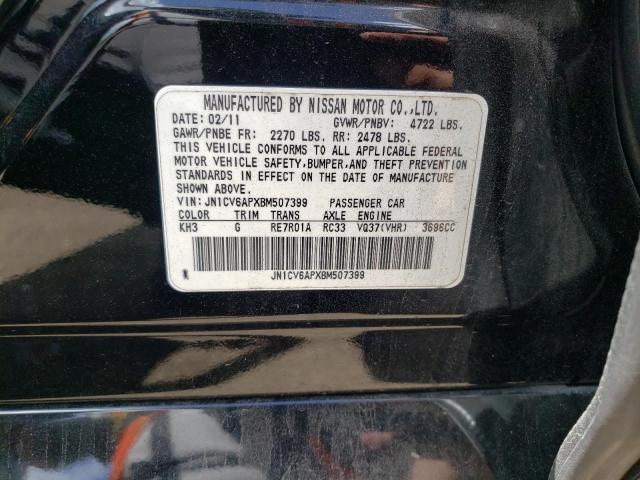 MANUFACTURED BY NISSAN MOTOR CO.,LTD.
DATE: 02/11 GVWR/PNBV: 4722 LBS.
GAWR/PNBE FR: 2270 LBS. RR: 2478 LBS.
THIS VEHICLE CONFORMS TO ALL APPLICABLE FEDERAL
MOTOR VEHICLE SAFETY,BUMPER,AND THEFT PREVENTION
STANDARDS IN EFFECT ON THE DATE OF MANUFACTURE
SHOWN ABOVE.
VIN: JN1CV6APXBM507399 PASSENGER CAR
COLOR TRIM TRANS AXLE ENGINE
KH3 G RE7R01A RC33 VQ37(VHR) 3696CC
1 JN1CV6APXBM507399